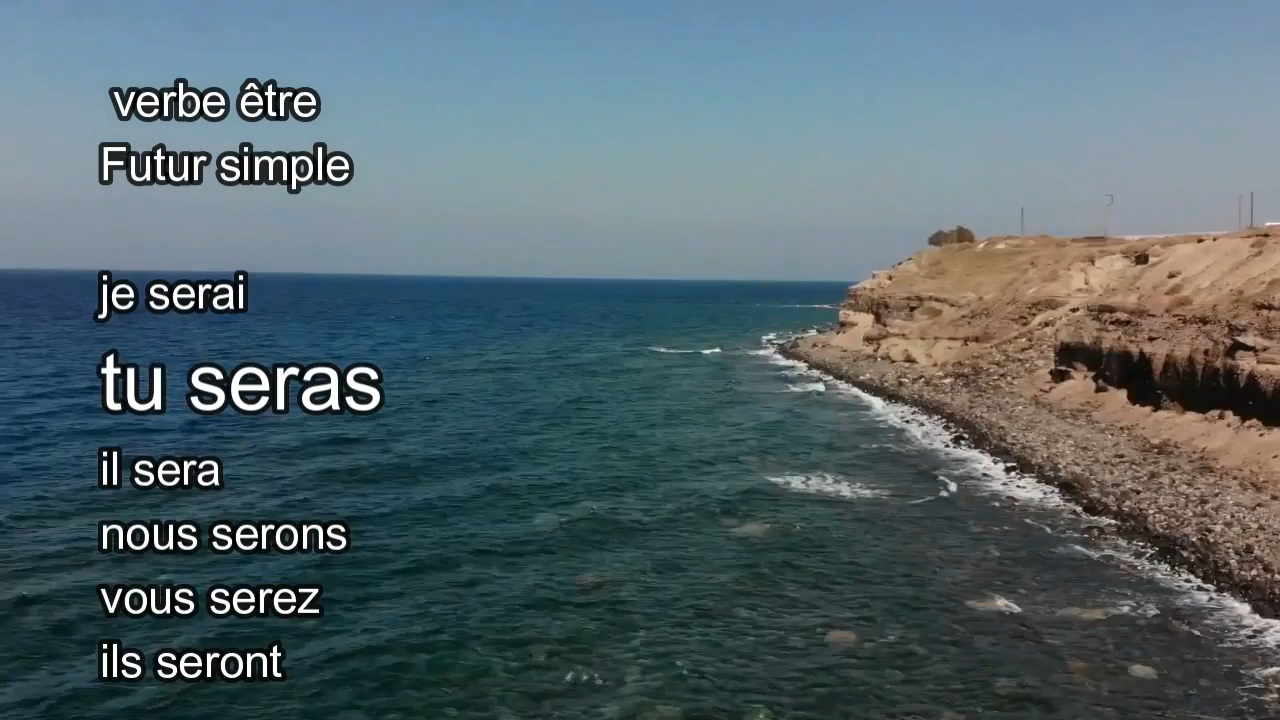 verbe être
Futur simple
je serai
tu seras
il sera
nous serons
vous serez
ils seront